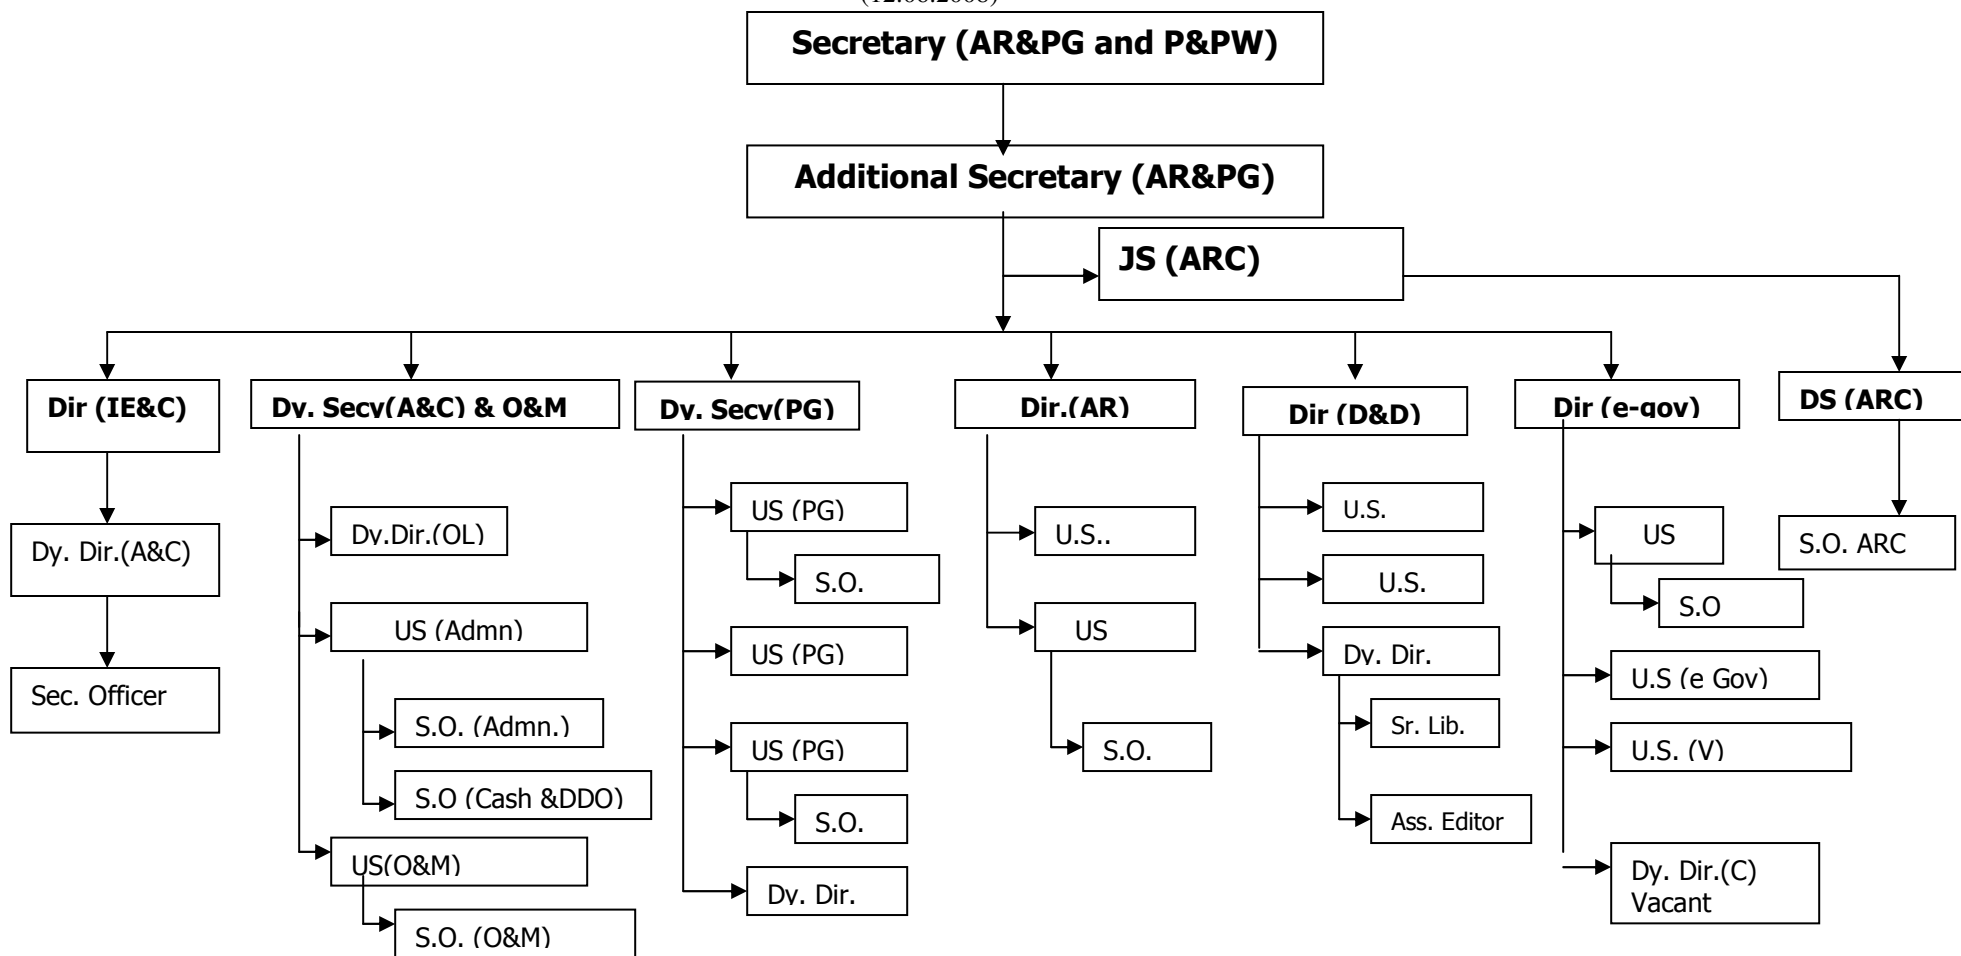 Secretary (AR&PG and P&PW)
Additional Secretary (AR&PG)
JS (ARC)
Dir (IE&C)
Dy. Secy(A&C) & O&M
Dy. Secy(PG)
Dir.(AR)
Dir (D&D)
Dir (e-gov)
DS (ARC)
Dy. Dir.(A&C)
Sec. Officer
Dy.Dir.(OL)
US (Admn)
S.O. (Admn.)
S.O (Cash &DDO)
US(O&M)
S.O. (O&M)
US (PG)
S.O.
US (PG)
US (PG)
S.O.
Dy. Dir.
U.S..
US
S.O.
U.S.
U.S.
Dy. Dir.
Sr. Lib.
Ass. Editor
US
S.O
U.S (e Gov)
U.S. (V)
Dy. Dir.(C)
Vacant
S.O. ARC